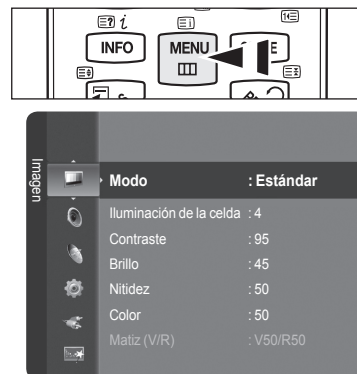 INFO
MENU
Imagen
Modo : Estándar
Iluminación de la celda : 4
Contraste : 95
Brillo : 45
Nitidez : 50
Color : 50
Matiz (V/R) : V50/R50